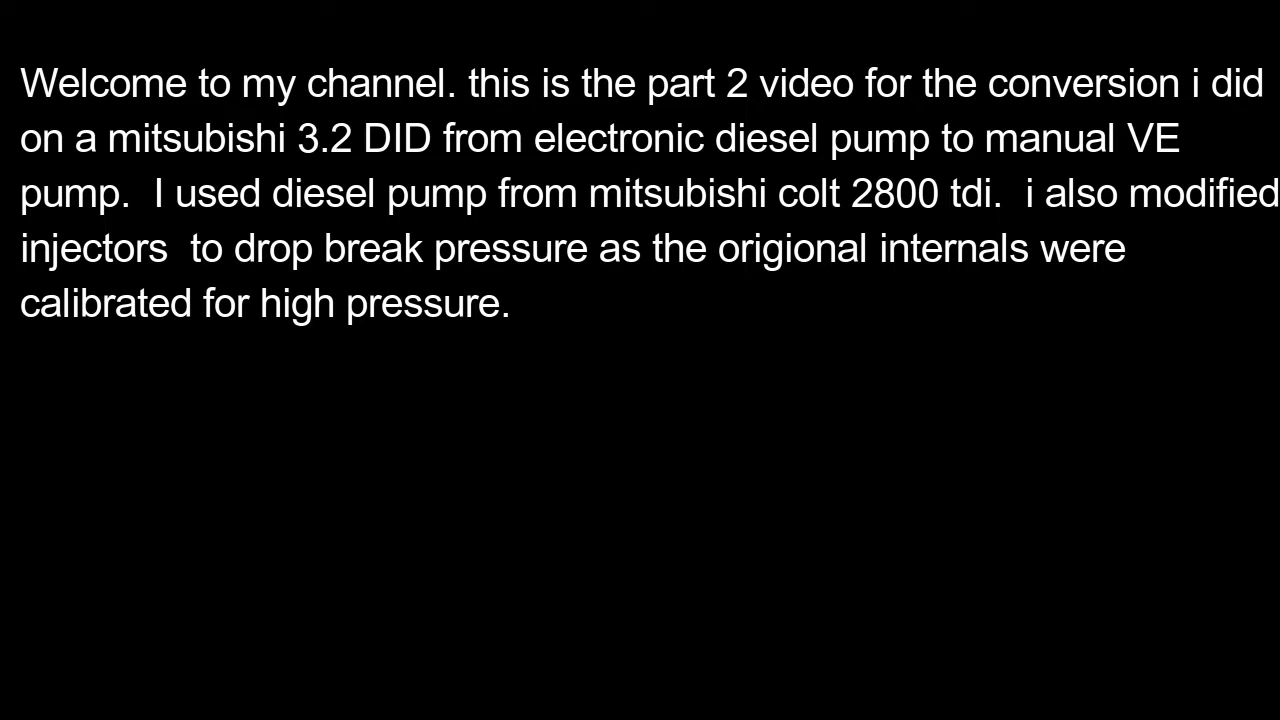 Welcome to my channel. this is the part 2 video for the conversion i did
on a mitsubishi 3.2 DID from electronic diesel pump to manual VE
pump.  I used diesel pump from mitsubishi colt 2800 tdi.  i also modified
injectors  to drop break pressure as the origional internals were
calibrated for high pressure.